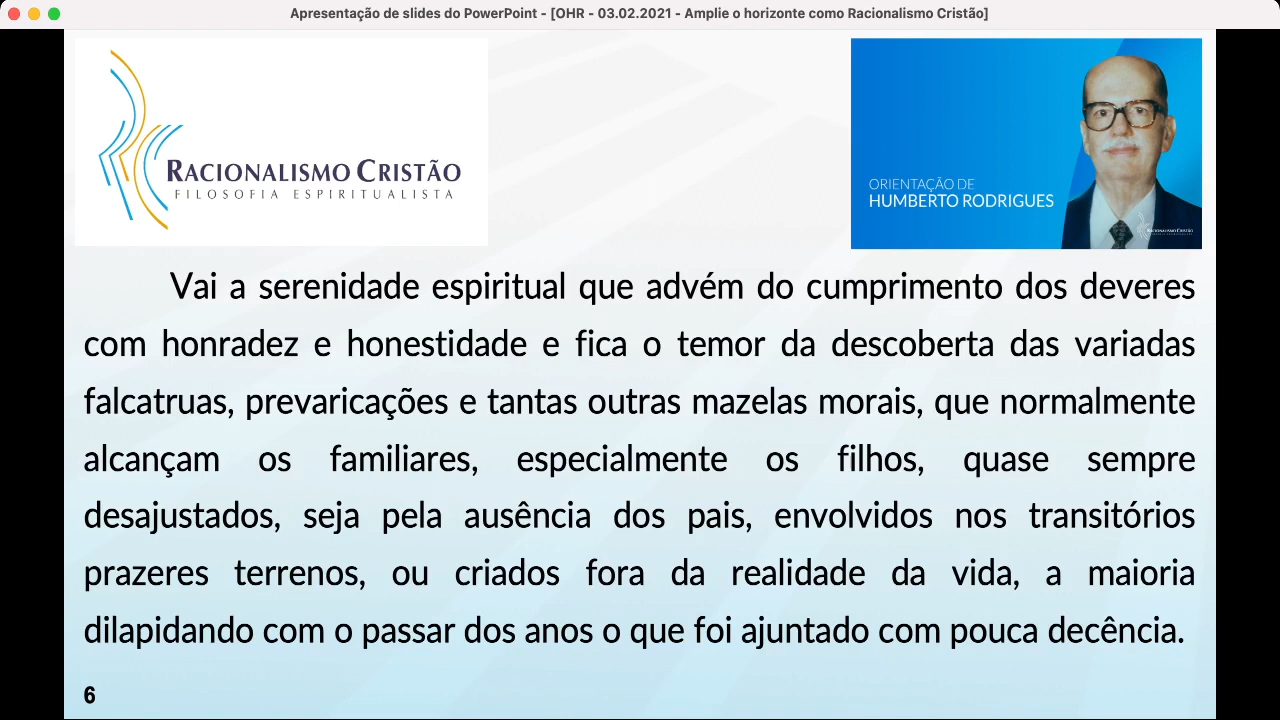 Apresentação de slides do PowerPoint - [OHR - 03.02.2021 - Amplie o horizonte como Racionalismo Cristão]
RACIONALISMO CRISTÃO
FILOSOFIA ESPIRITUALISTA
ORIENTAÇÃO DE
HUMBERTO RODRIGUES
RACIONALISMO CRISTÃO
Vai a serenidade espiritual que advém do cumprimento dos deveres
com honradez e honestidade e fica o temor da descoberta das variadas
falcatruas, prevaricações e tantas outras mazelas morais, que normalmente
alcançam os familiares, especialmente os filhos, quase sempre
desajustados, seja pela ausência dos pais, envolvidos nos transitórios
prazeres terrenos, ou criados fora da realidade da vida, a maioria
dilapidando com o passar dos anos o que foi ajuntado com pouca decência.
6